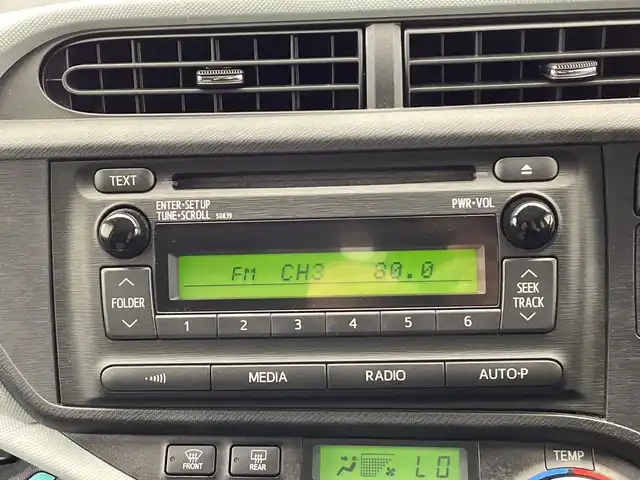 TEXT
ENTER•SETUP
TUNE•SCROLL 50839
PWR•VOL
FM CH3 80.0
FOLDER
SEEK
TRACK
1 2 3 4 5 6
MEDIA RADIO AUTO•P
FRONT REAR
LO
TEMP